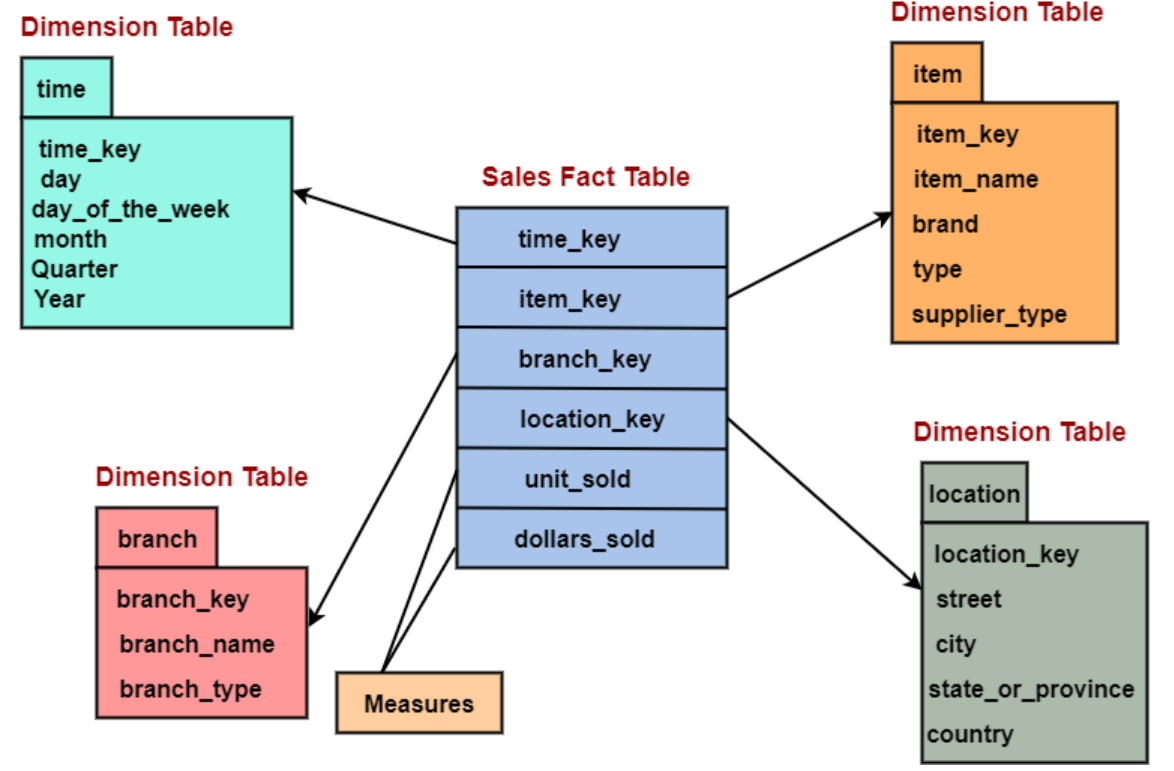 Dimension Table
time
time_key
day
day_of_the_week
month
Quarter
Year
Dimension Table
item
item_key
item_name
brand
type
supplier_type
Sales Fact Table
time_key
item_key
branch_key
location_key
unit_sold
dollars_sold
Dimension Table
branch
branch_key
branch_name
branch_type
Measures
Dimension Table
location
location_key
street
city
state_or_province
country